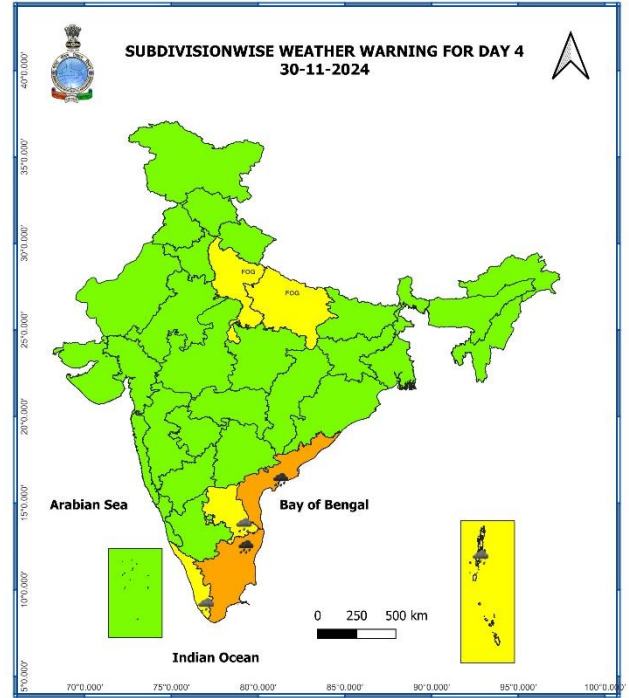 SUBDIVISIONWISE WEATHER WARNING FOR DAY 4
30-11-2024
40°0.000'
35°0.000'
30°0.000'
25°0.000'
20°0.000'
15°0.000'
10°0.000'
5°0.000'
FOG
FOG
Arabian Sea
Bay of Bengal
0 250 500 km
Indian Ocean
70°0.000' 75°0.000' 80°0.000' 85°0.000' 90°0.000' 95°0.000' 100°0.000'